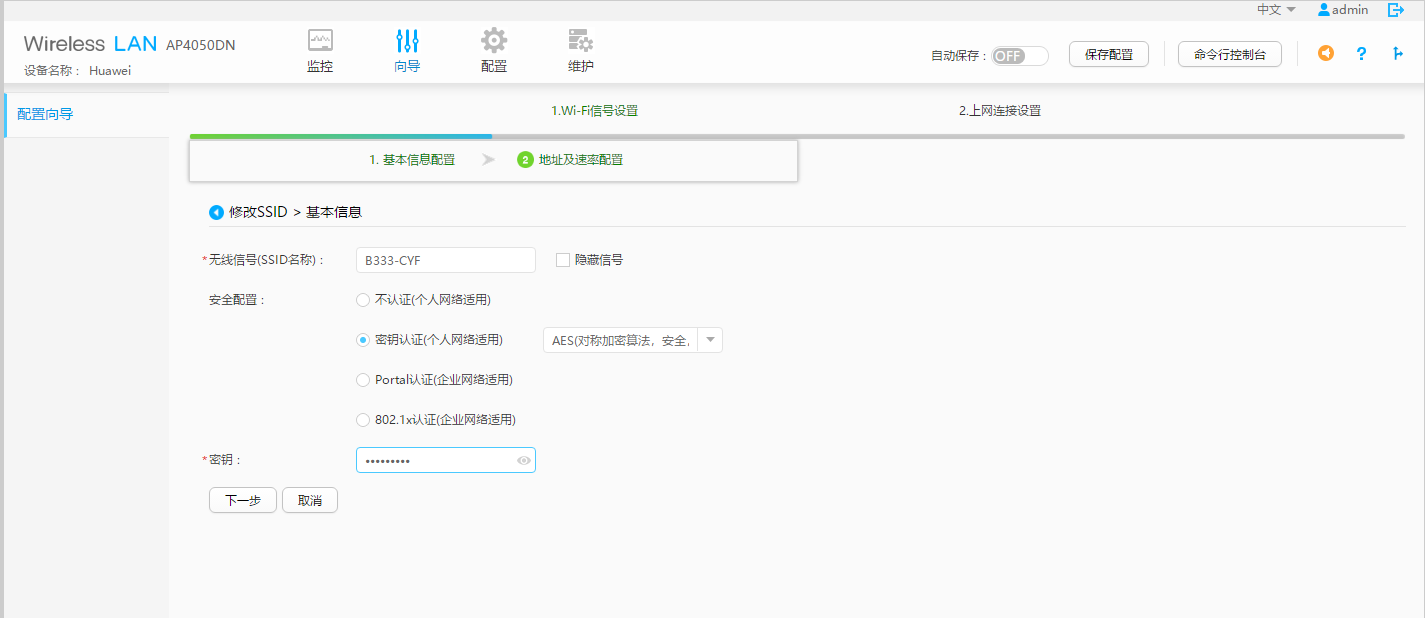 中文 admin
Wireless LAN AP4050DN
设备名称： Huawei
监控 向导 配置 维护
自动保存： OFF 保存配置 命令行控制台 ?
配置向导
1.Wi-Fi信号设置 2.上网连接设置
1. 基本信息配置 2 地址及速率配置
修改SSID > 基本信息
*无线信号(SSID名称)： B333-CYF 隐藏信号
安全配置： 不认证(个人网络适用)
密钥认证(个人网络适用) AES(对称加密算法，安全，
Portal认证(企业网络适用)
802.1x认证(企业网络适用)
*密钥： •••••••••
下一步 取消